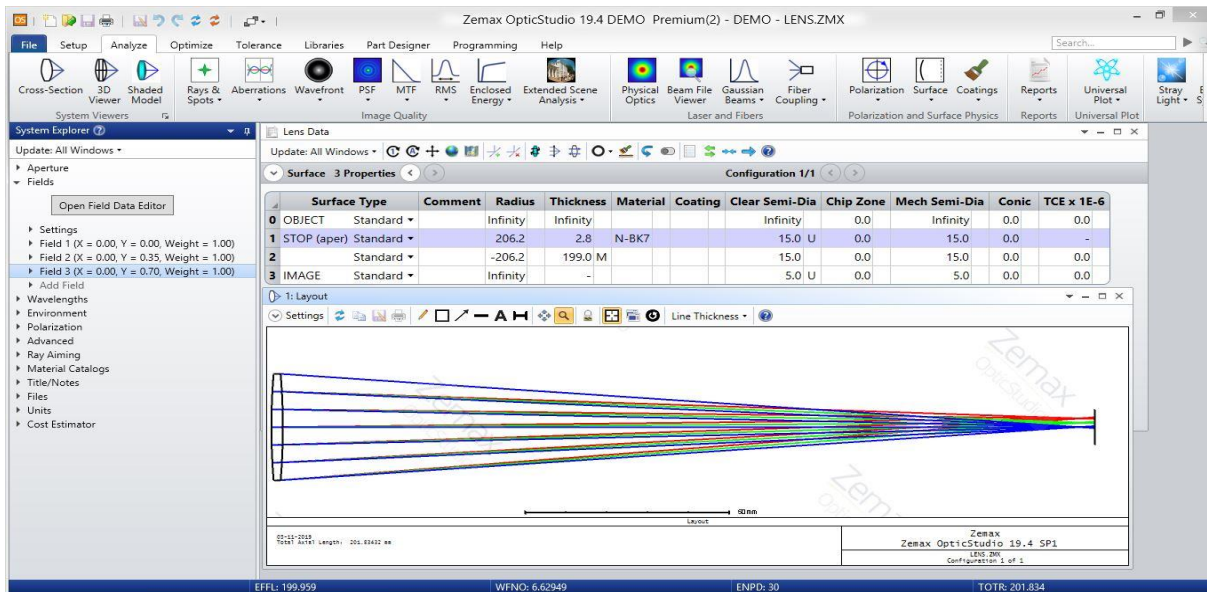 OS Zemax OpticStudio 19.4 DEMO Premium(2) - DEMO - LENS.ZMX
File Setup Analyze Optimize Tolerance Libraries Part Designer Programming Help Search...
Cross-Section 3D Viewer Shaded Model Rays & Spots Aberrations Wavefront PSF MTF RMS Enclosed Energy Extended Scene Analysis Physical Optics Beam File Viewer Gaussian Beams Fiber Coupling Polarization Surface Coatings Reports Universal Plot Stray Light
System Viewers Image Quality Laser and Fibers Polarization and Surface Physics Reports Universal Plot
System Explorer
Update: All Windows
Aperture
Fields
Open Field Data Editor
Settings
Field 1 (X = 0.00, Y = 0.00, Weight = 1.00)
Field 2 (X = 0.00, Y = 0.35, Weight = 1.00)
Field 3 (X = 0.00, Y = 0.70, Weight = 1.00)
Add Field
Wavelengths
Environment
Polarization
Advanced
Ray Aiming
Material Catalogs
Title/Notes
Files
Units
Cost Estimator
Lens Data
Update: All Windows
Surface 3 Properties Configuration 1/1
Surface Type Comment Radius Thickness Material Coating Clear Semi-Dia Chip Zone Mech Semi-Dia Conic TCE x 1E-6
0 OBJECT Standard Infinity Infinity Infinity 0.0 Infinity 0.0 0.0
1 STOP (aper) Standard 206.2 2.8 N-BK7 15.0 U 0.0 15.0 0.0 -
2 Standard -206.2 199.0 M 15.0 0.0 15.0 0.0 0.0
3 IMAGE Standard Infinity - 5.0 U 0.0 5.0 0.0 0.0
1: Layout
Settings A H Line Thickness
Zemax
Zemax
Zemax
60 mm
Layout
Total Axial Length: 201.83432 mm
Zemax
Zemax OpticStudio 19.4 SP1
LENS.ZMX
Configuration 1 of 1
EFFL: 199.959 WFNO: 6.62949 ENPD: 30 TOTR: 201.834